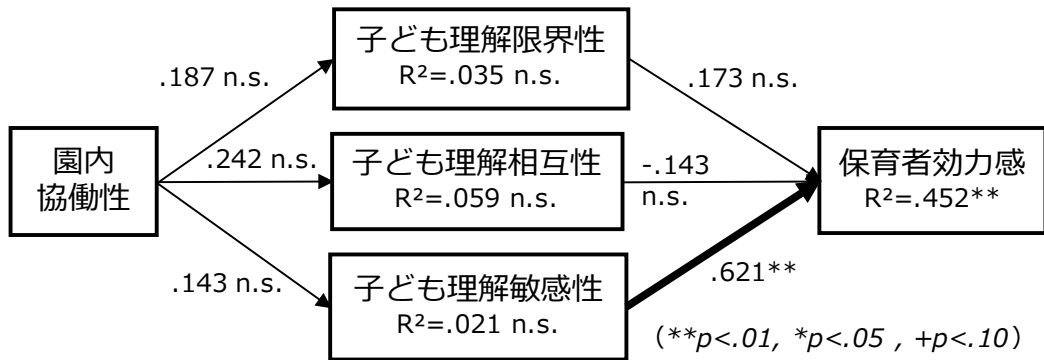 子ども理解限界性
R²=.035 n.s.
.187 n.s.
.173 n.s.
園内
協働性
.242 n.s.
子ども理解相互性
R²=.059 n.s.
-.143
n.s.
保育者効力感
R²=.452**
.143 n.s.
子ども理解敏感性
R²=.021 n.s.
.621**
（**p<.01, *p<.05 , +p<.10）